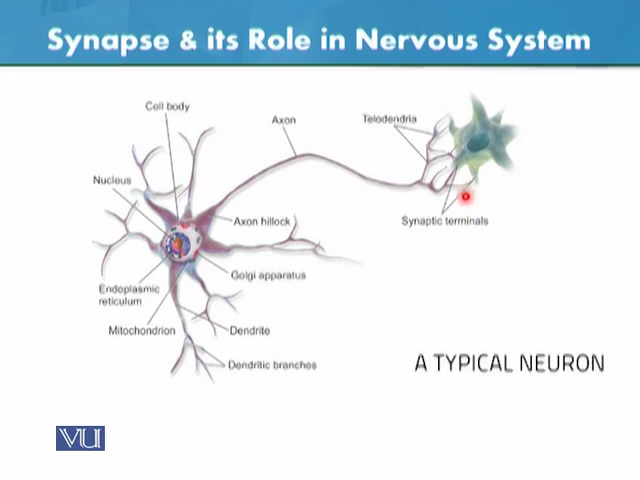 Synapse & its Role in Nervous System
Cell body
Axon
Telodendria
Nucleus
Axon hillock
Synaptic terminals
Golgi apparatus
Endoplasmic
reticulum
Mitochondrion
Dendrite
Dendritic branches
A TYPICAL NEURON
VU